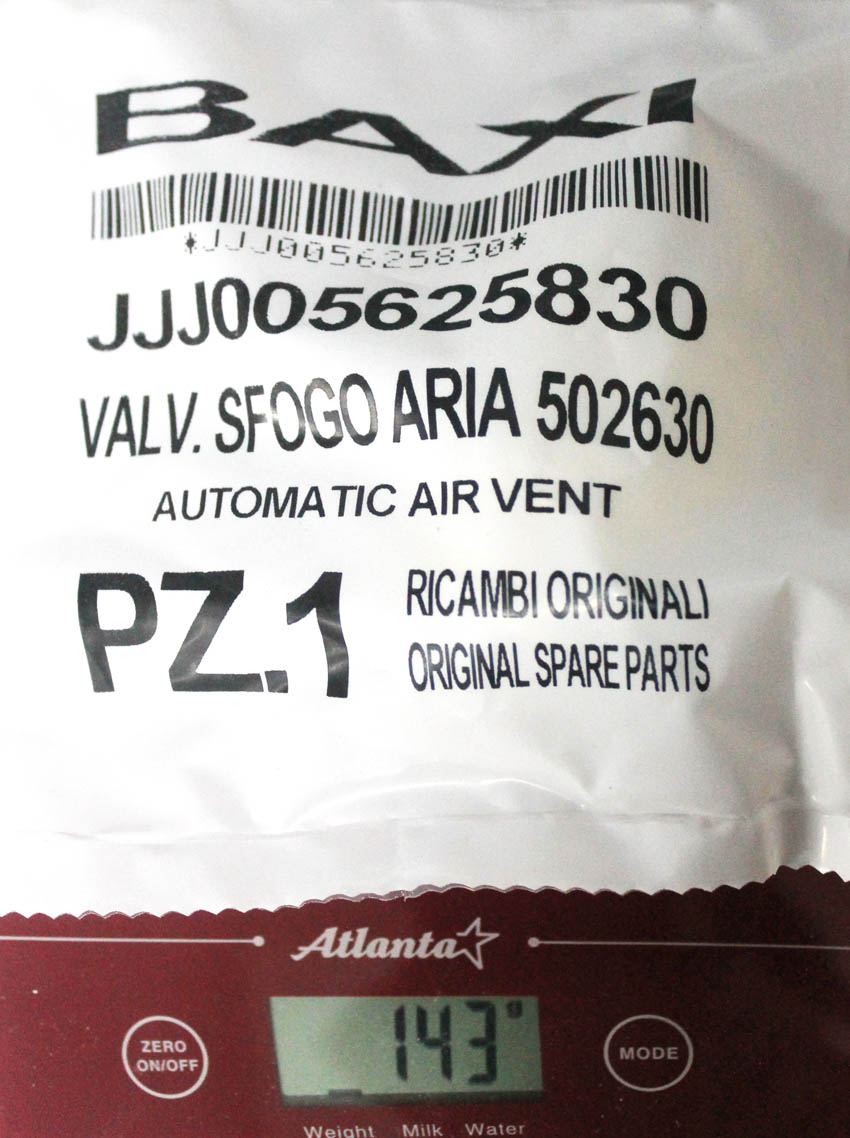 BAXI
*JJJ005625830*
JJJ005625830
VALV. SFOGO ARIA 502630
AUTOMATIC AIR VENT
PZ.1
RICAMBI ORIGINALI
ORIGINAL SPARE PARTS
Atlanta
ZERO
ON/OFF
143 g
MODE
Weight Milk Water